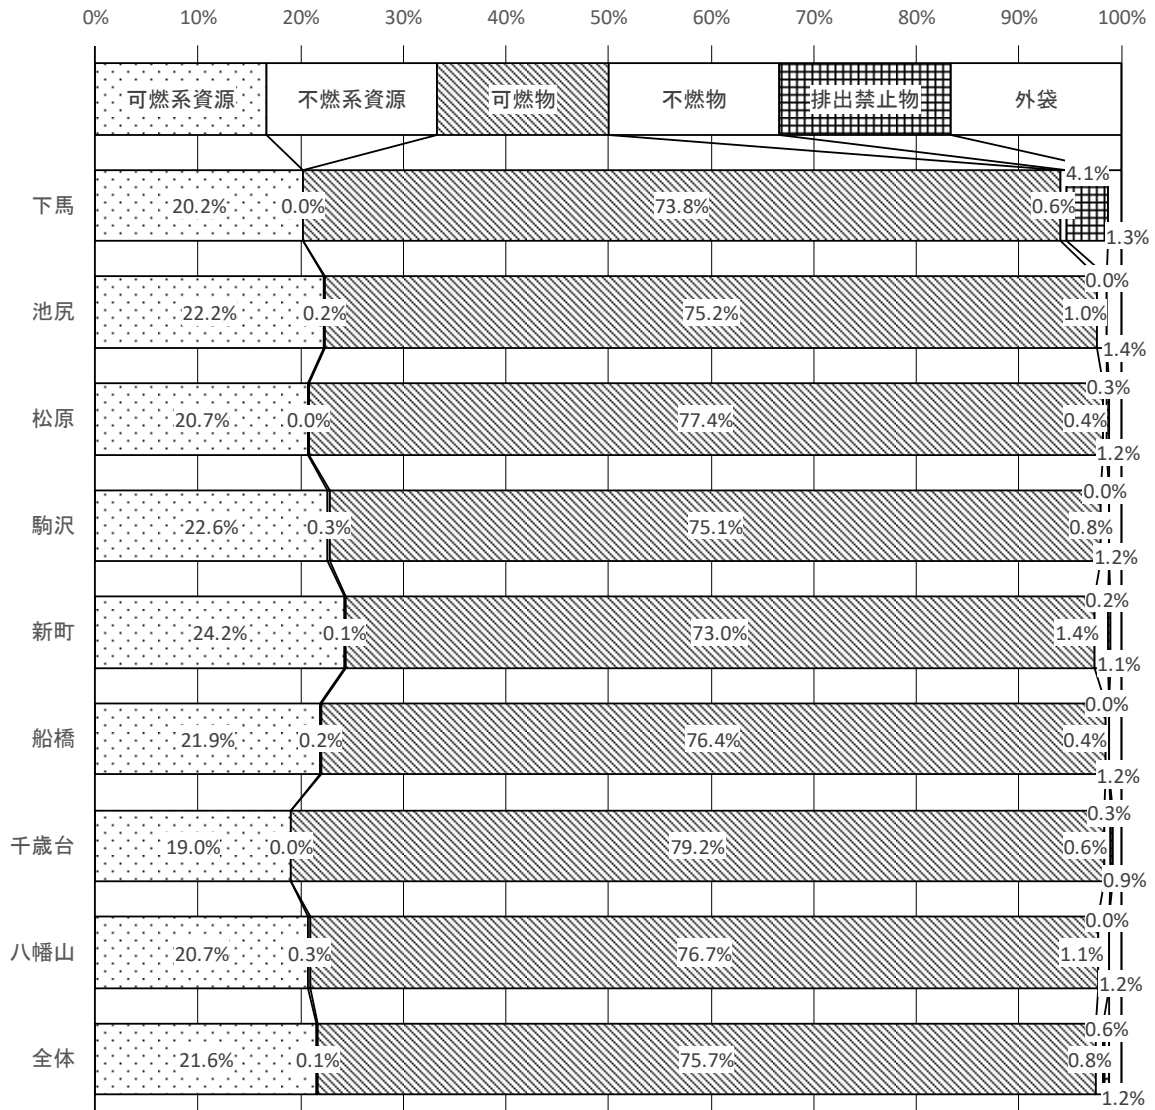 0% 10% 20% 30% 40% 50% 60% 70% 80% 90% 100%
可燃系資源 不燃系資源 可燃物 不燃物 排出禁止物 外袋
下馬 20.2% 0.0% 73.8% 0.6% 4.1% 1.3%
池尻 22.2% 0.2% 75.2% 1.0% 0.0% 1.4%
松原 20.7% 0.0% 77.4% 0.4% 0.3% 1.2%
駒沢 22.6% 0.3% 75.1% 0.8% 0.0% 1.2%
新町 24.2% 0.1% 73.0% 1.4% 0.2% 1.1%
船橋 21.9% 0.2% 76.4% 0.4% 0.0% 1.2%
千歳台 19.0% 0.0% 79.2% 0.6% 0.3% 0.9%
八幡山 20.7% 0.3% 76.7% 1.1% 0.0% 1.2%
全体 21.6% 0.1% 75.7% 0.8% 0.6% 1.2%